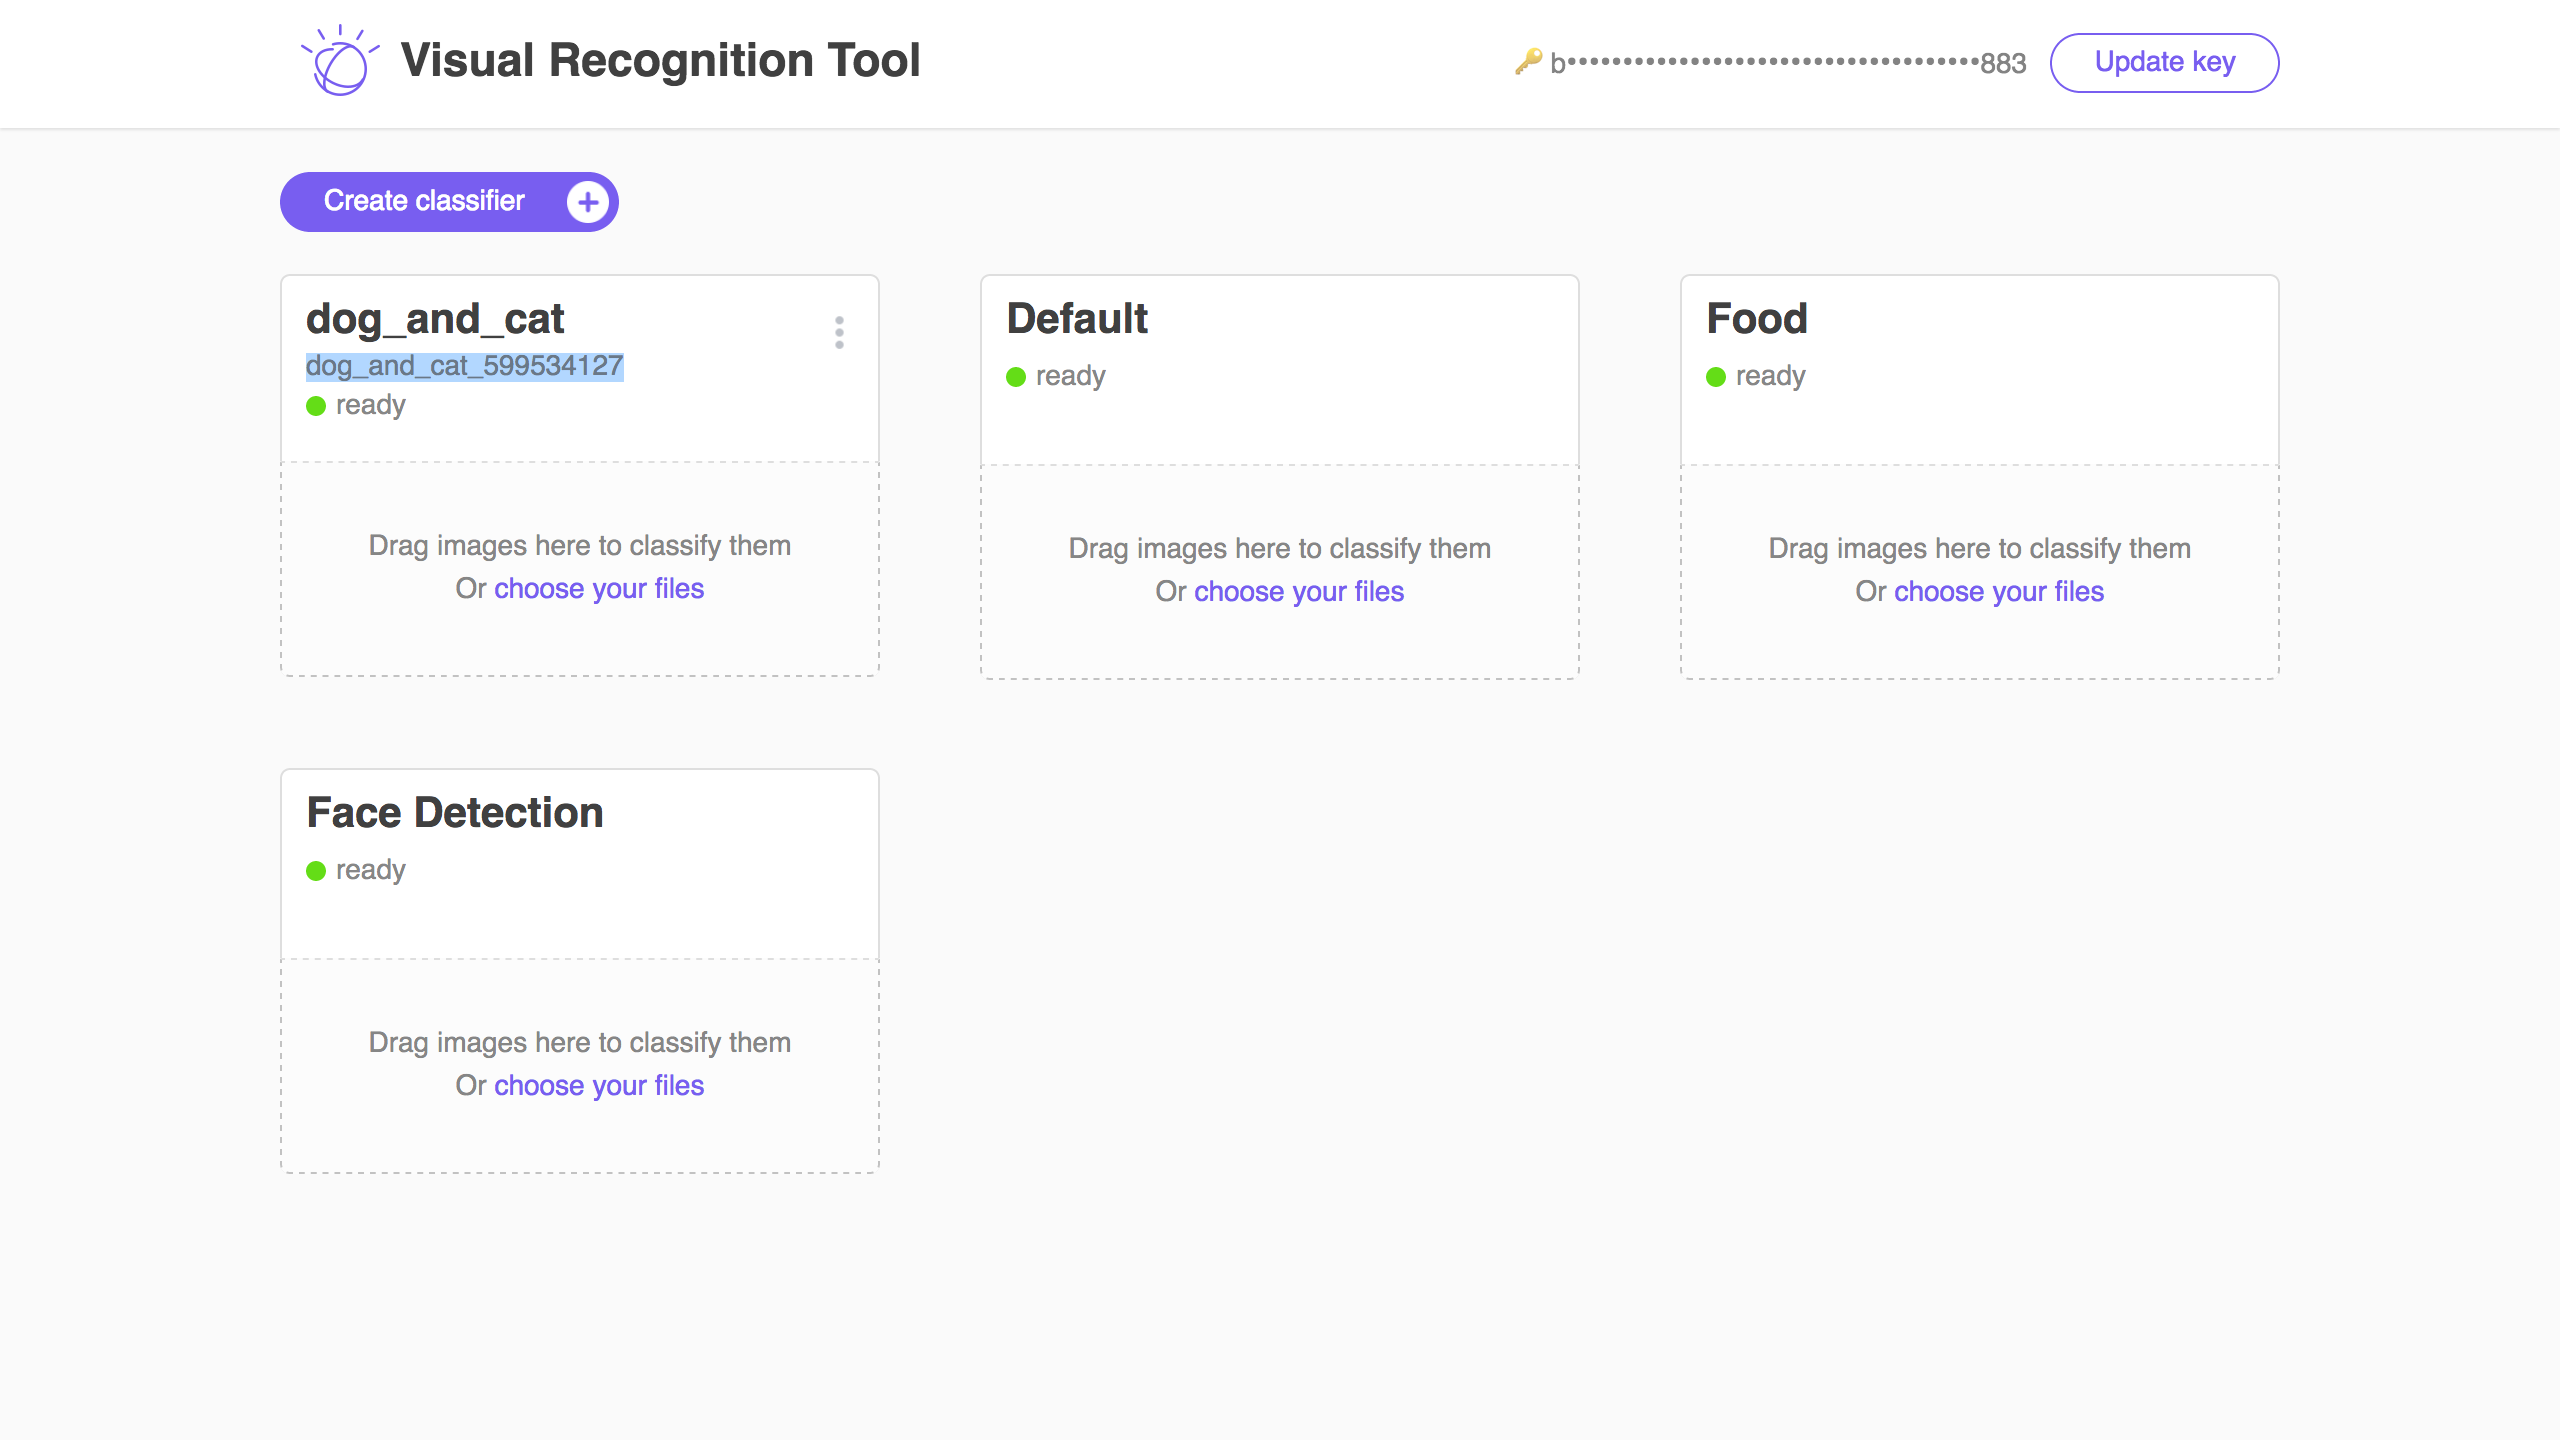 Visual Recognition Tool
b•••••••••••••••••••••••••••••••••••••883
Update key
Create classifier
dog_and_cat
dog_and_cat_599534127
ready
Drag images here to classify them
Or choose your files
Default
ready
Drag images here to classify them
Or choose your files
Food
ready
Drag images here to classify them
Or choose your files
Face Detection
ready
Drag images here to classify them
Or choose your files